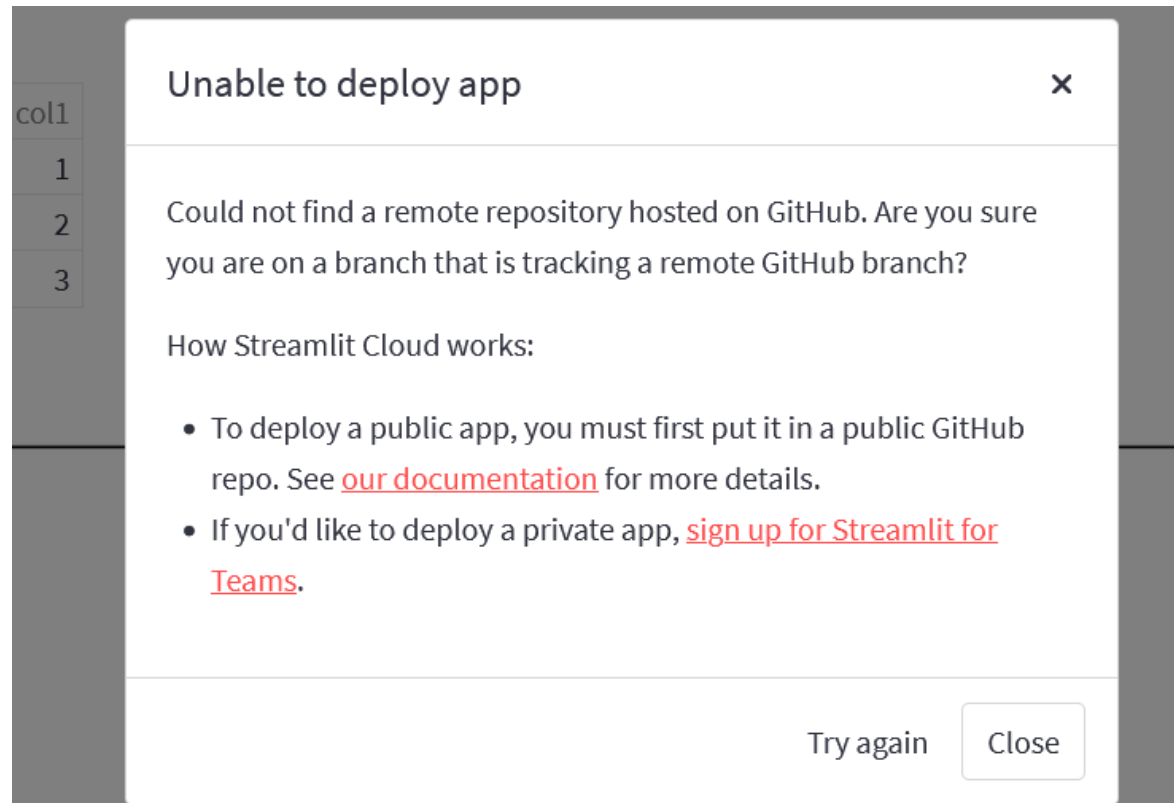 Unable to deploy app
×
col1
1
2
3
Could not find a remote repository hosted on GitHub. Are you sure
you are on a branch that is tracking a remote GitHub branch?
How Streamlit Cloud works:
• To deploy a public app, you must first put it in a public GitHub
repo. See our documentation for more details.
• If you'd like to deploy a private app, sign up for Streamlit for
Teams.
Try again
Close